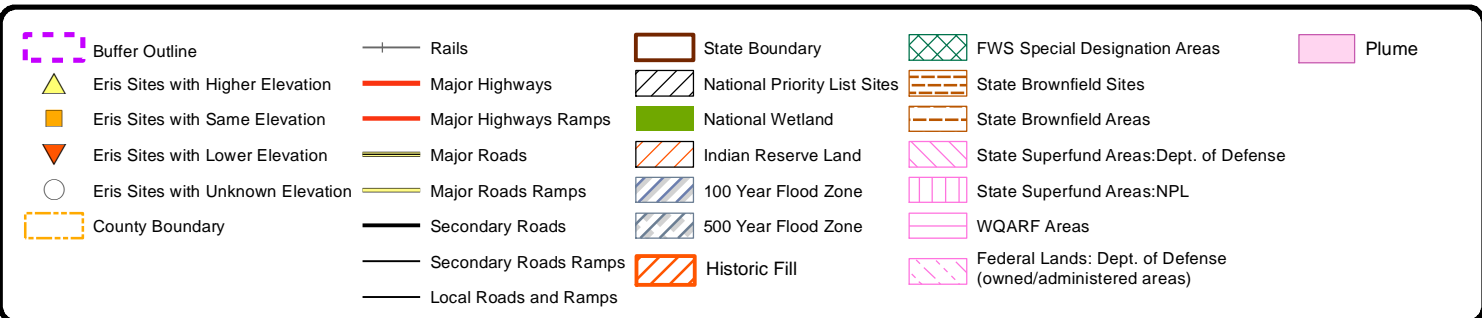 Buffer Outline
Eris Sites with Higher Elevation
Eris Sites with Same Elevation
Eris Sites with Lower Elevation
Eris Sites with Unknown Elevation
County Boundary
Rails
Major Highways
Major Highways Ramps
Major Roads
Major Roads Ramps
Secondary Roads
Secondary Roads Ramps
Local Roads and Ramps
State Boundary
National Priority List Sites
National Wetland
Indian Reserve Land
100 Year Flood Zone
500 Year Flood Zone
Historic Fill
FWS Special Designation Areas
State Brownfield Sites
State Brownfield Areas
State Superfund Areas:Dept. of Defense
State Superfund Areas:NPL
WQARF Areas
Federal Lands: Dept. of Defense
(owned/administered areas)
Plume